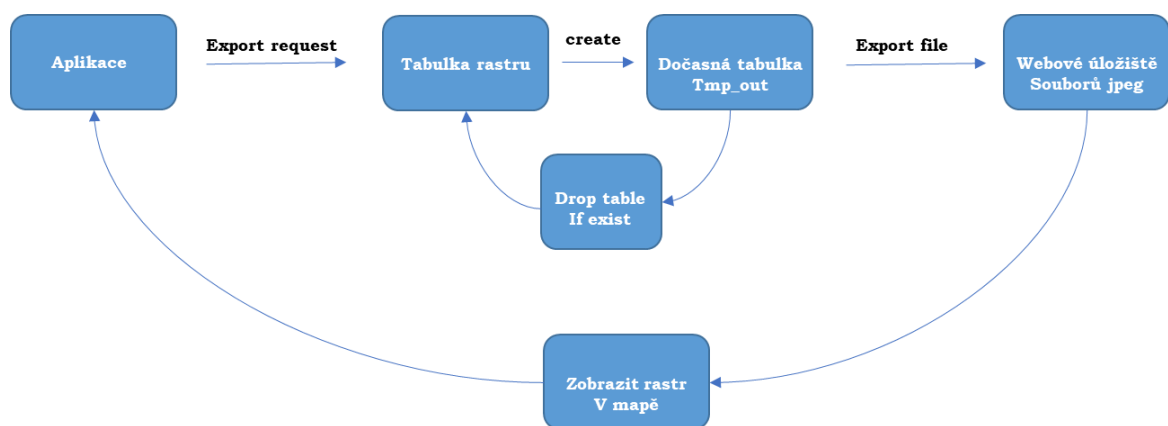 Aplikace
Export request
Tabulka rastru
create
Dočasná tabulka
Tmp_out
Export file
Webové úložiště
Souborů jpeg
Drop table
If exist
Zobrazit rastr
V mapě